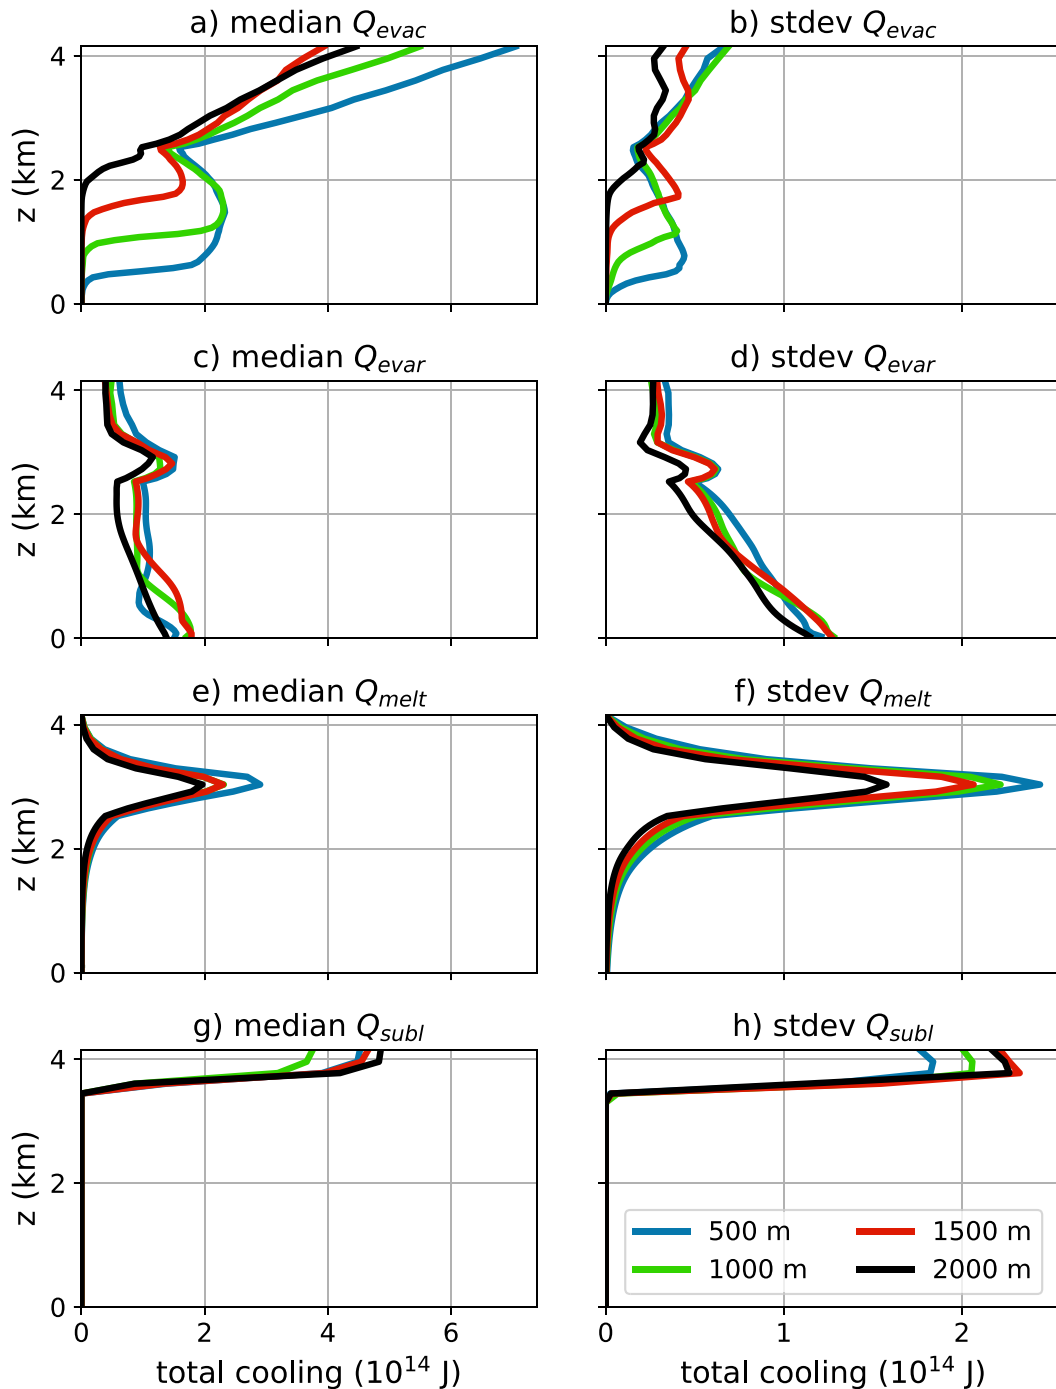 a) median Q_evac
b) stdev Q_evac
4
2
0
z (km)
c) median Q_evar
d) stdev Q_evar
4
2
0
z (km)
e) median Q_melt
f) stdev Q_melt
4
2
0
z (km)
g) median Q_subl
h) stdev Q_subl
4
2
0
z (km)
500 m
1000 m
1500 m
2000 m
0 2 4 6
0 1 2
total cooling (10^14 J)
total cooling (10^14 J)